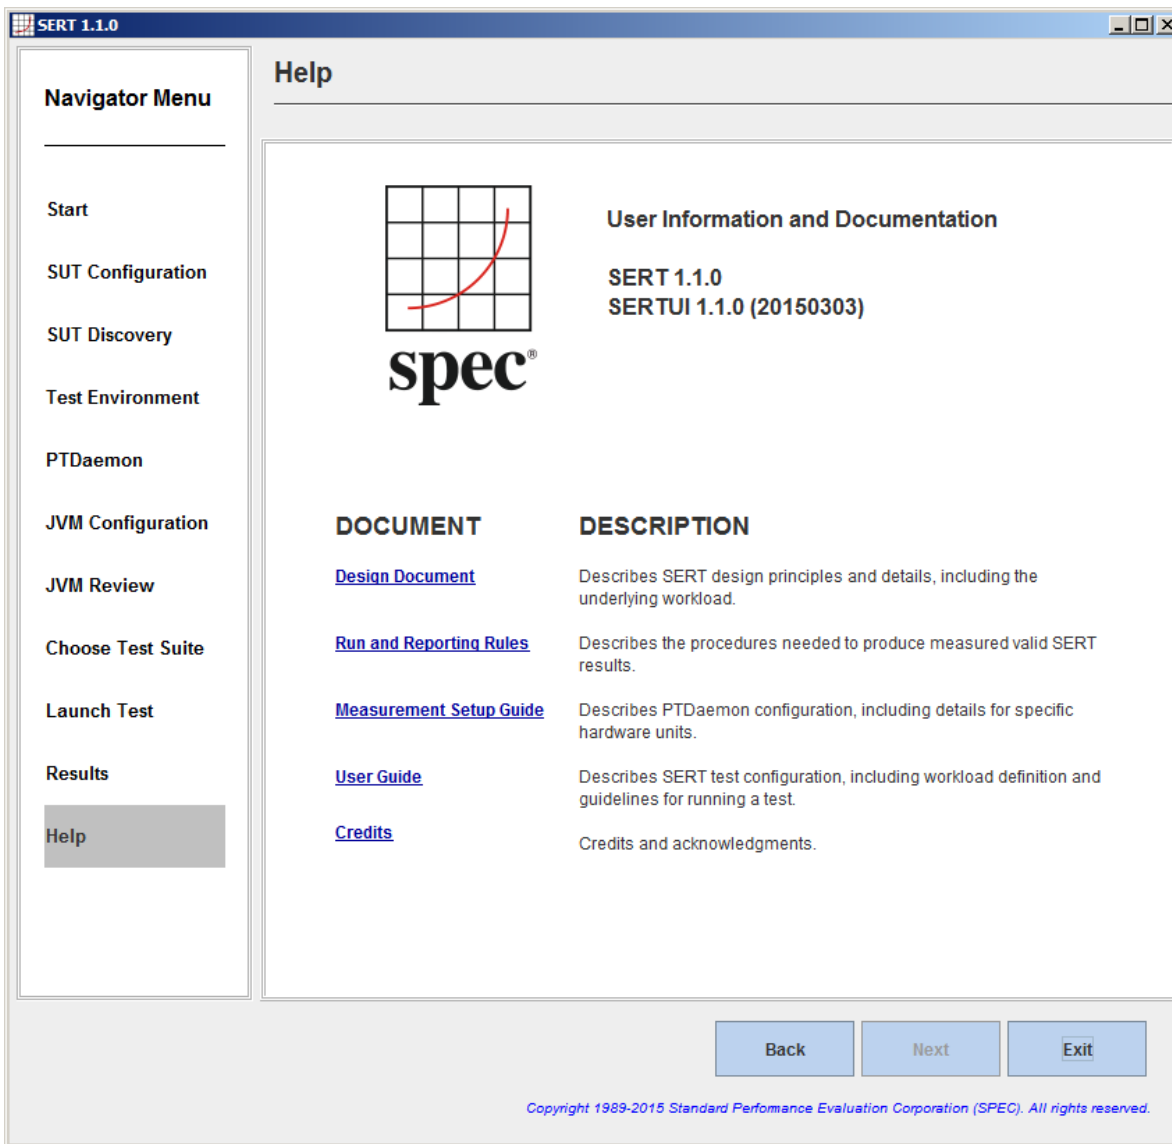 SERT 1.1.0
Navigator Menu
Start
SUT Configuration
SUT Discovery
Test Environment
PTDaemon
JVM Configuration
JVM Review
Choose Test Suite
Launch Test
Results
Help
Help
spec®
User Information and Documentation
SERT 1.1.0
SERTUI 1.1.0 (20150303)
DOCUMENT DESCRIPTION
Design Document Describes SERT design principles and details, including the
underlying workload.
Run and Reporting Rules Describes the procedures needed to produce measured valid SERT
results.
Measurement Setup Guide Describes PTDaemon configuration, including details for specific
hardware units.
User Guide Describes SERT test configuration, including workload definition and
guidelines for running a test.
Credits Credits and acknowledgments.
Back Next Exit
Copyright 1989-2015 Standard Performance Evaluation Corporation (SPEC). All rights reserved.